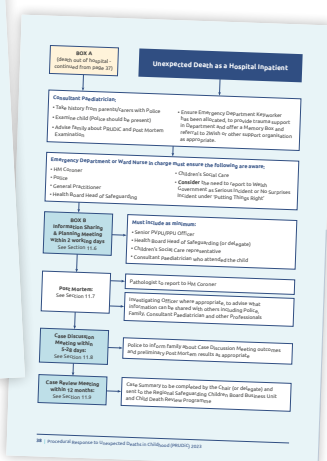 BOX A
(death out of hospital -
continued from page 37)
Unexpected Death as a Hospital Inpatient
Consultant Paediatrician:
• Take history from parents/carers with Police
• Examine child (Police should be present)
• Advise family about PRUDiC and Post Mortem
Examination.
• Ensure Emergency Department Keyworker
has been allocated, to provide trauma support
in Department and offer a Memory Box and
referral to 2Wish or other support organisation
as appropriate.
Emergency Department or Ward Nurse in charge must ensure the following are aware:
• HM Coroner
• Police
• General Practitioner
• Health Board Head of Safeguarding
• Children's Social Care
• Consider the need to report to Welsh
Government as Serious Incident or No Surprises
Incident under 'Putting Things Right'
BOX B
Information Sharing
& Planning Meeting
within 2 working days
See Section 11.6
Must include as minimum:
• Senior PVPU/PPU Officer
• Health Board Head of Safeguarding (or delegate)
• Children's Social Care representative
• Consultant Paediatrician who attended the child
Post Mortem:
See Section 11.7
Pathologist to report to HM Coroner
Investigating Officer where appropriate, to advise what
information can be shared with others including Police,
Family, Consultant Paediatrician and other Professionals
Case Discussion
Meeting within
5-28 days:
See Section 11.8
Police to inform family about Case Discussion Meeting outcomes
and preliminary Post Mortem results as appropriate.
Case Review Meeting
within 12 months:
See Section 11.9
Case Summary to be completed by the Chair (or delegate) and
sent to the Regional Safeguarding Children Board Business Unit
and Child Death Review Programme
38 | Procedural Response to Unexpected Deaths in Childhood (PRUDiC) 2023